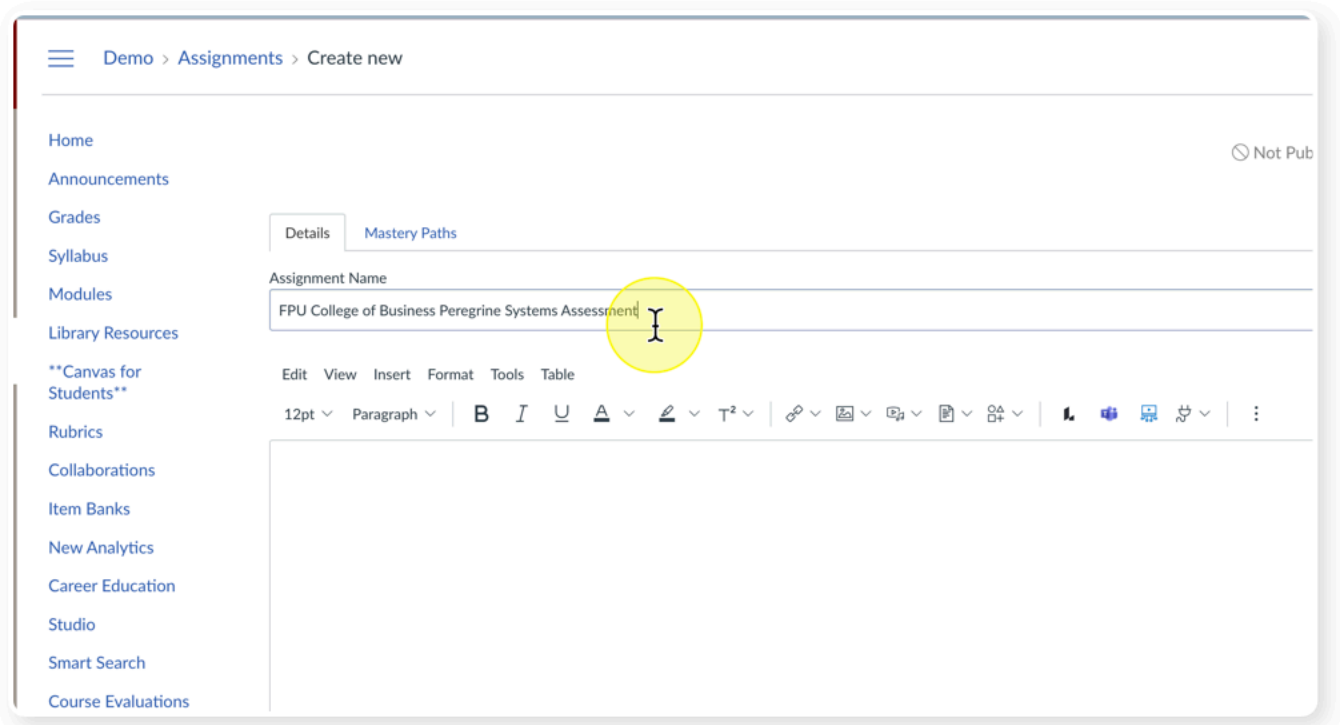 Demo > Assignments > Create new
Home
Announcements
Grades
Syllabus
Modules
Library Resources
**Canvas for
Students**
Rubrics
Collaborations
Item Banks
New Analytics
Career Education
Studio
Smart Search
Course Evaluations
Not Pub
Details Mastery Paths
Assignment Name
FPU College of Business Peregrine Systems Assessment
Edit View Insert Format Tools Table
12pt Paragraph B I U A T²